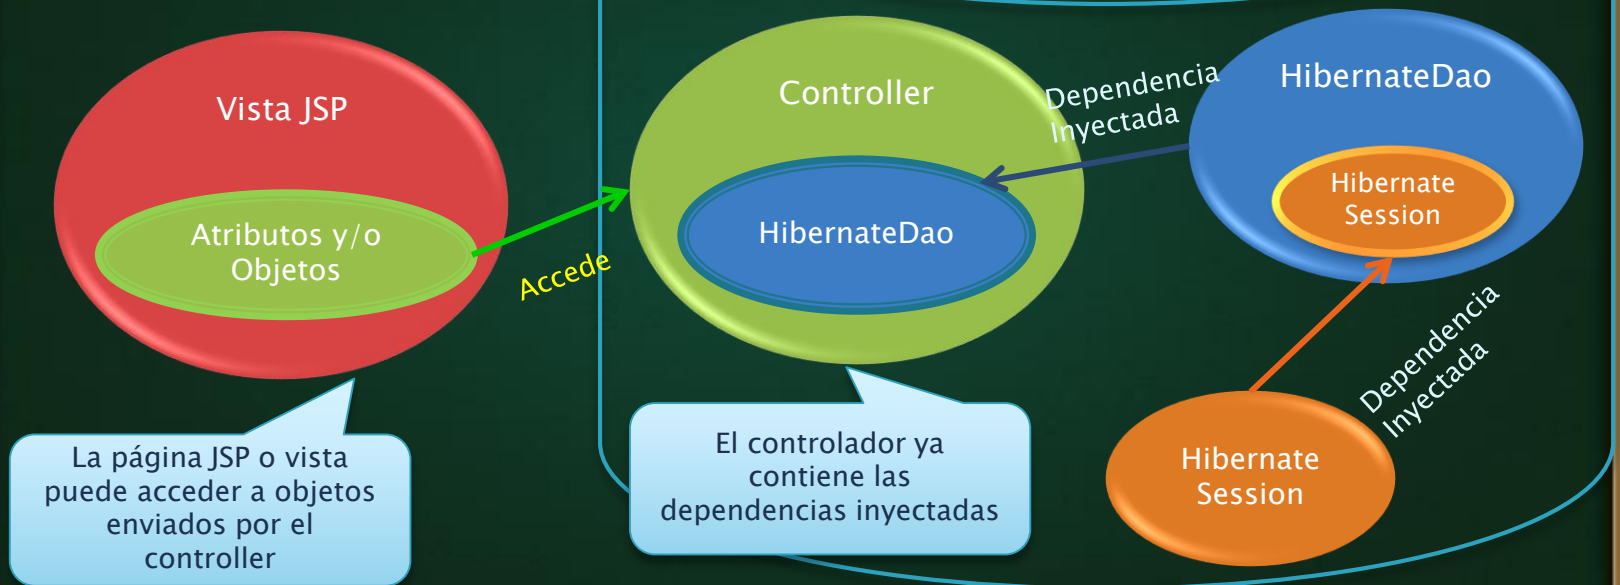 Vista JSP
Atributos y/o
Objetos
Accede
Controller
HibernateDao
Dependencia
Inyectada
HibernateDao
Hibernate
Session
Dependencia
Inyectada
Hibernate
Session
La página JSP o vista
puede acceder a objetos
enviados por el
controller
El controlador ya
contiene las
dependencias inyectadas